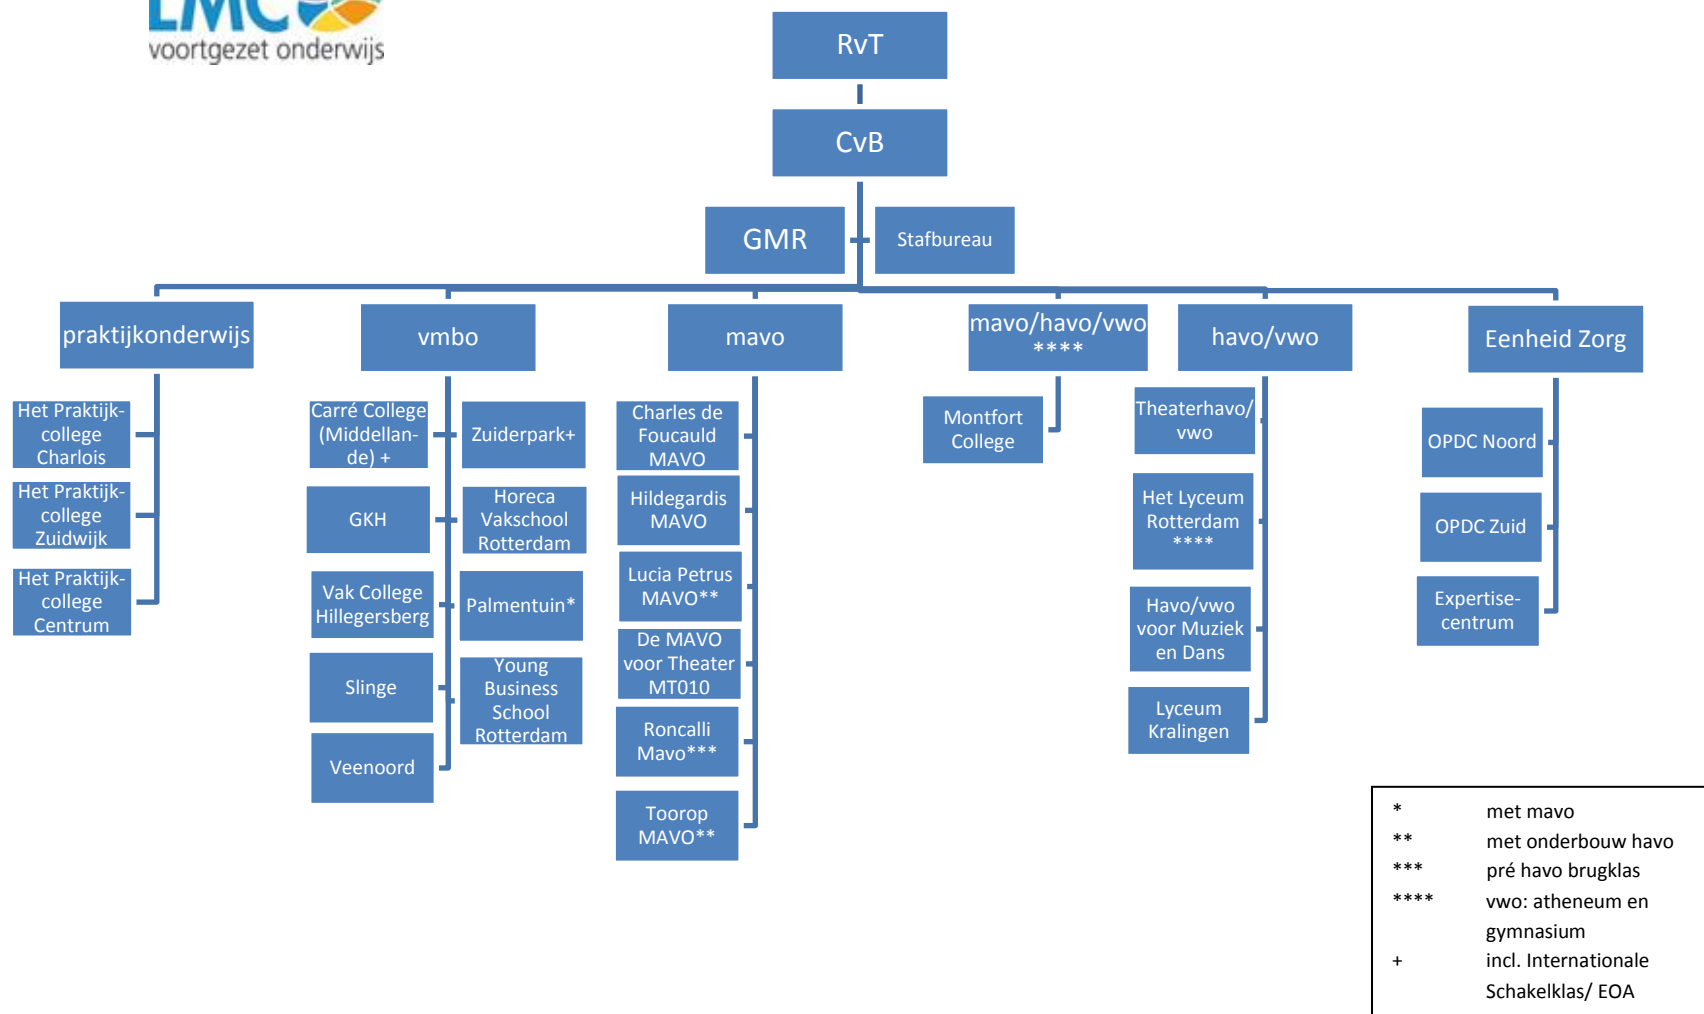 LMC
voortgezet onderwijs
RvT
CvB
GMR
Stafbureau
praktijkonderwijs
Het Praktijk-
college
Charlois
Het Praktijk-
college
Zuidwijk
Het Praktijk-
college
Centrum
vmbo
Carré College
(Middellan-
de) +
Zuiderpark+
GKH
Horeca
Vakschool
Rotterdam
Vak College
Hillegersberg
Palmentuin*
Slinge
Young
Business
School
Rotterdam
Veenoord
mavo
Charles de
Foucauld
MAVO
Hildegardis
MAVO
Lucia Petrus
MAVO**
De MAVO
voor Theater
MT010
Roncalli
Mavo***
Toorop
MAVO**
mavo/havo/vwo
****
Montfort
College
havo/vwo
Theaterhavo/
vwo
Het Lyceum
Rotterdam
****
Havo/vwo
voor Muziek
en Dans
Lyceum
Kralingen
Eenheid Zorg
OPDC Noord
OPDC Zuid
Expertise-
centrum
* met mavo
** met onderbouw havo
*** pré havo brugklas
**** vwo: atheneum en
gymnasium
+ incl. Internationale
Schakelklas/ EOA